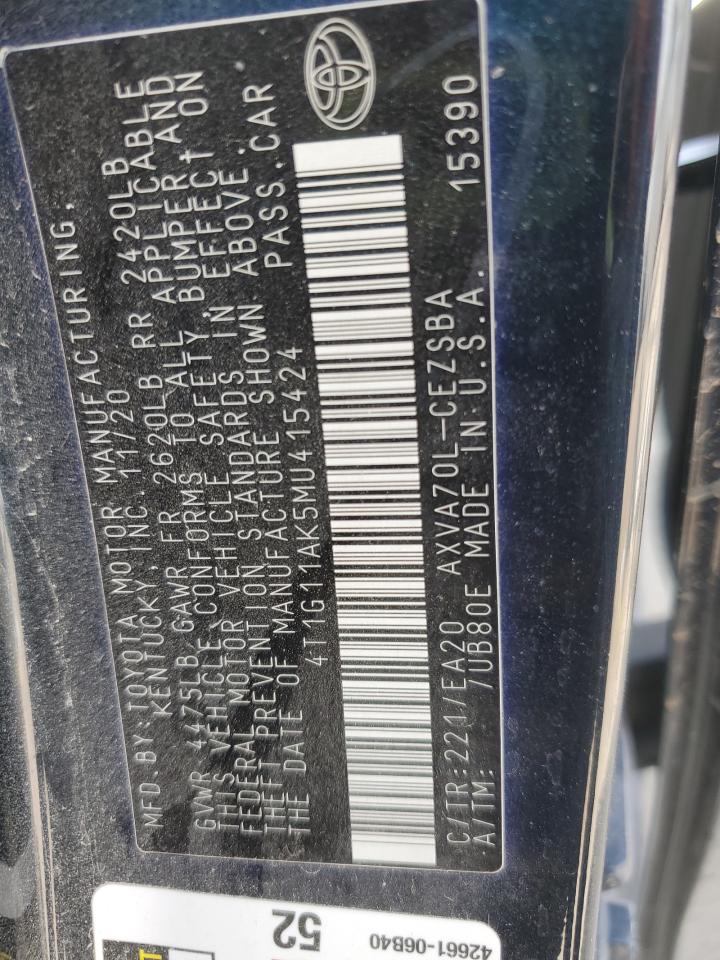 MFD.BY:TOYOTA MOTOR MANUFACTURING,
KENTUCKY,INC. 11/20
GVWR 4475LB GAWR FR 2620LB RR 2420LB
THIS VEHICLE CONFORMS TO ALL APPLICABLE
FEDERAL MOTOR VEHICLE SAFETY, BUMPER AND
THEFT PREVENTION STANDARDS IN EFFECT ON
THE DATE OF MANUFACTURE SHOWN ABOVE.
4T1G11AK5MU415424 PASS.CAR
C/TR:221/EA20 AXVA70L-CEZSBA 15390
A/TM: 7UB80E MADE IN U.S.A.
52
42661-06B40